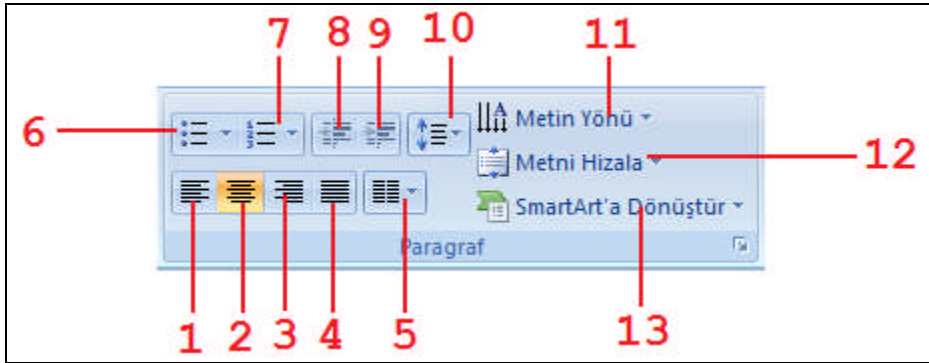 7 8 9 10 11
6 Metin Yönü
Metni Hizala 12
SmartArt'a Dönüştür
Paragraf
1 2 3 4 5 13